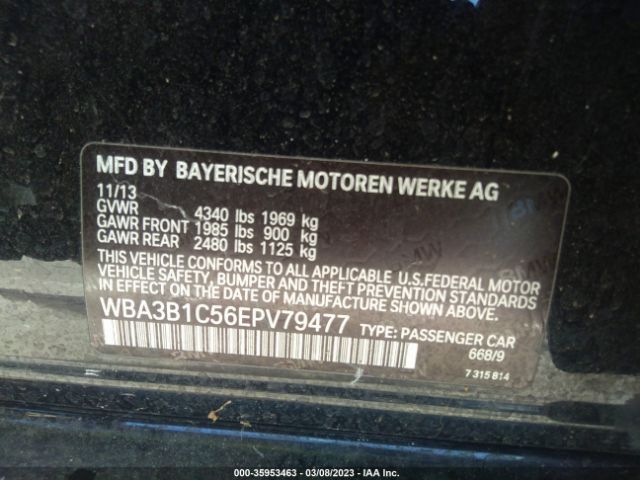 MFD BY BAYERISCHE MOTOREN WERKE AG
11/13
GVWR 4340 lbs 1969 kg
GAWR FRONT 1985 lbs 900 kg
GAWR REAR 2480 lbs 1125 kg
THIS VEHICLE CONFORMS TO ALL APPLICABLE U.S.FEDERAL MOTOR
VEHICLE SAFETY, BUMPER AND THEFT PREVENTION STANDARDS
IN EFFECT ON THE DATE OF MANUFACTURE SHOWN ABOVE.
WBA3B1C56EPV79477 TYPE: PASSENGER CAR
668/9
7 315 814
000-35953463 - 03/08/2023 - IAA Inc.